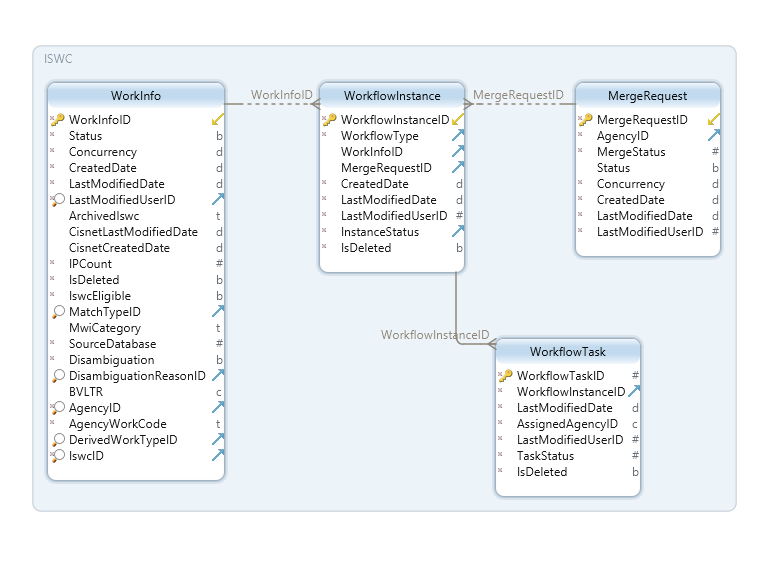 ISWC
WorkInfo
WorkInfoID
Status b
Concurrency d
CreatedDate d
LastModifiedDate d
LastModifiedUserID
ArchivedIswc t
CisnetLastModifiedDate d
CisnetCreatedDate d
IPCount #
IsDeleted b
IswcEligible b
MatchTypeID
MwiCategory t
SourceDatabase #
Disambiguation b
DisambiguationReasonID
BVLTR c
AgencyID
AgencyWorkCode t
DerivedWorkTypeID
IswcID
WorkInfoID
WorkflowInstance
WorkflowInstanceID
WorkflowType
WorkInfoID
MergeRequestID
CreatedDate d
LastModifiedDate d
LastModifiedUserID #
InstanceStatus
IsDeleted b
MergeRequestID
MergeRequest
MergeRequestID
AgencyID
MergeStatus #
Status b
Concurrency d
CreatedDate d
LastModifiedDate d
LastModifiedUserID #
WorkflowInstanceID
WorkflowTask
WorkflowTaskID #
WorkflowInstanceID
LastModifiedDate d
AssignedAgencyID c
LastModifiedUserID #
TaskStatus #
IsDeleted b